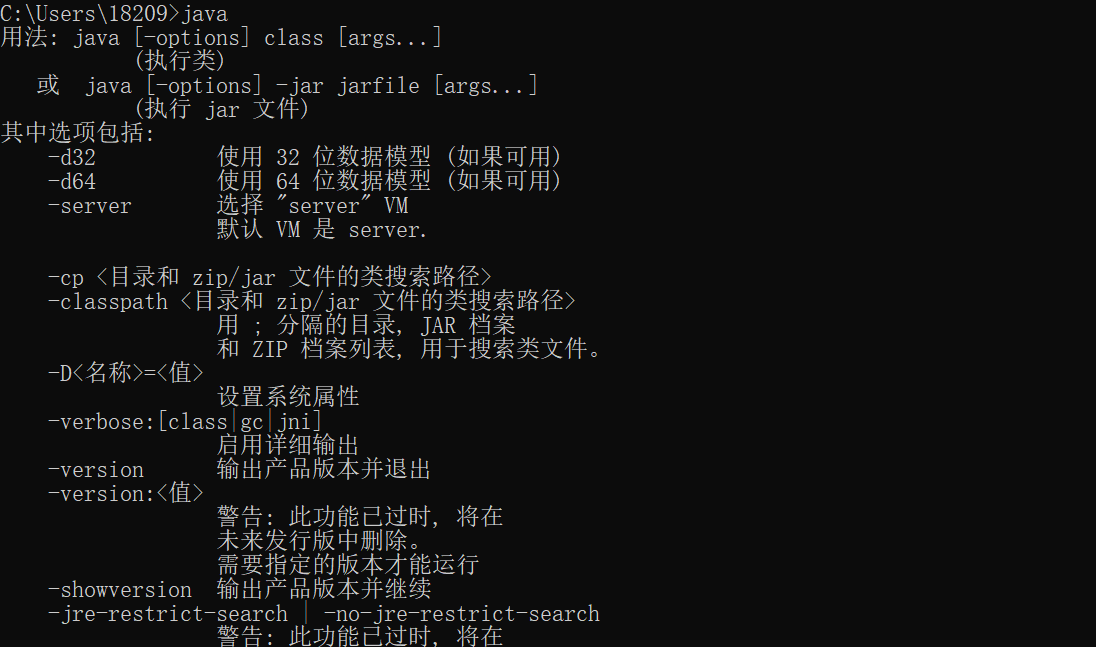 C:\Users\18209>java
用法: java [-options] class [args...]
(执行类)
或  java [-options] -jar jarfile [args...]
(执行 jar 文件)
其中选项包括:
-d32 使用 32 位数据模型 (如果可用)
-d64 使用 64 位数据模型 (如果可用)
-server 选择 "server" VM
默认 VM 是 server.
-cp <目录和 zip/jar 文件的类搜索路径>
-classpath <目录和 zip/jar 文件的类搜索路径>
用 ; 分隔的目录, JAR 档案
和 ZIP 档案列表, 用于搜索类文件。
-D<名称>=<值>
设置系统属性
-verbose:[class|gc|jni]
启用详细输出
-version 输出产品版本并退出
-version:<值>
警告: 此功能已过时, 将在
未来发行版中删除。
需要指定的版本才能运行
-showversion 输出产品版本并继续
-jre-restrict-search | -no-jre-restrict-search
警告: 此功能已过时, 将在